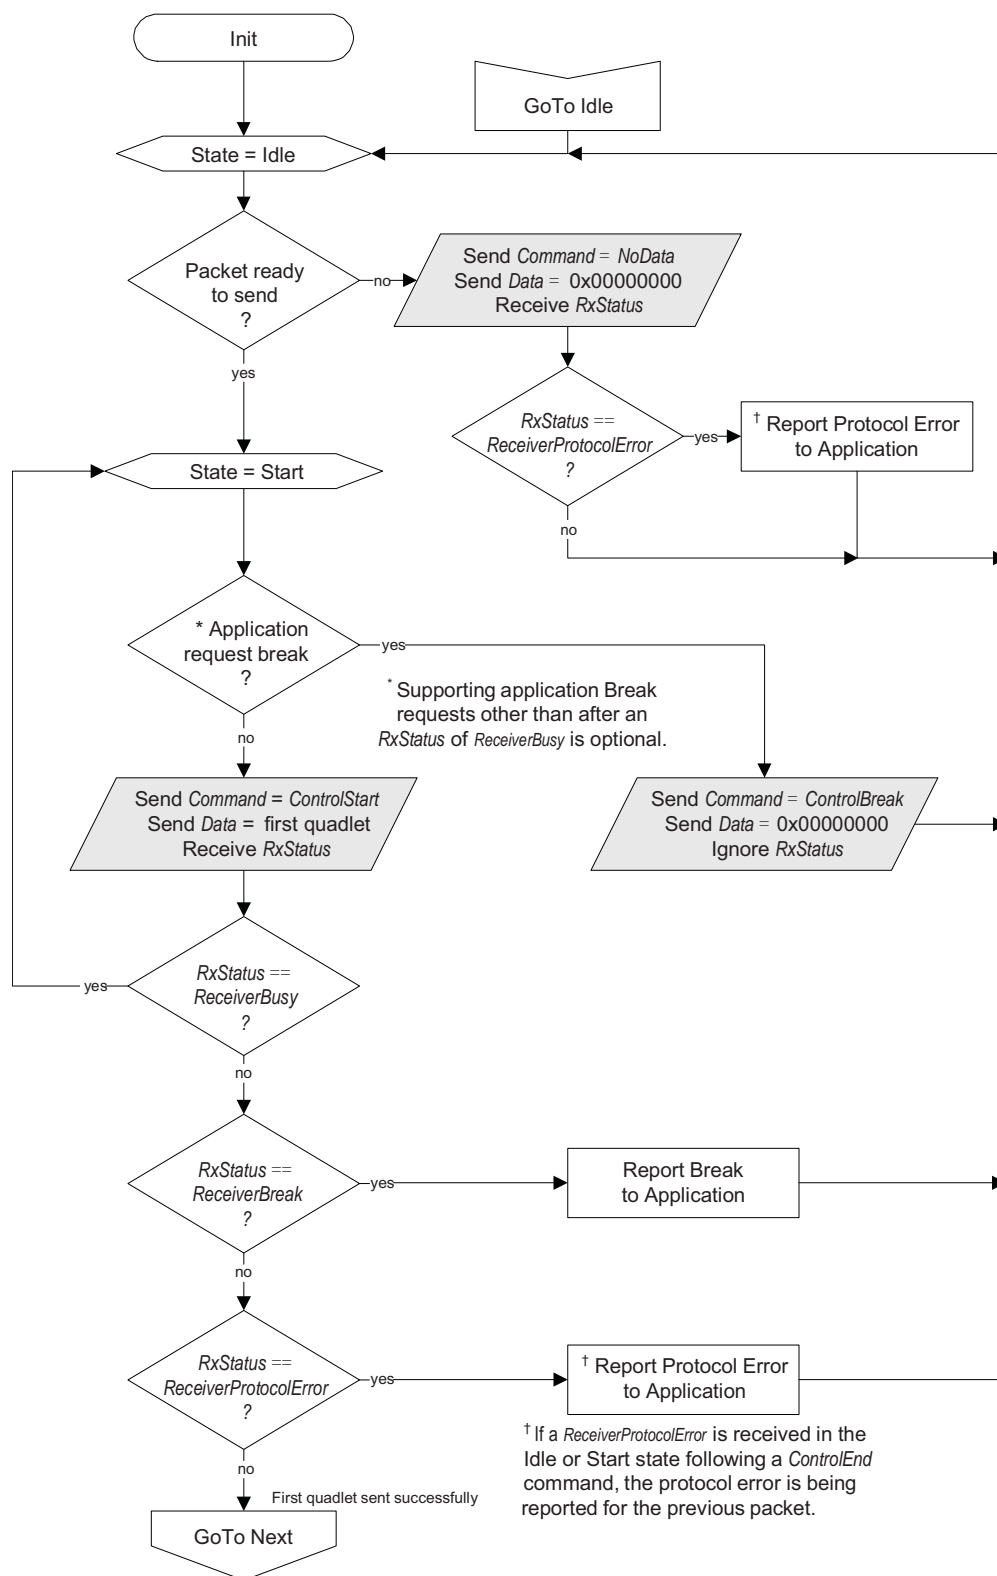 Init
GoTo Idle
State = Idle
Packet ready
to send
?
no
Send Command = NoData
Send Data = 0x00000000
Receive RxStatus
yes
RxStatus ==
ReceiverProtocolError
?
yes
† Report Protocol Error
to Application
no
State = Start
* Application
request break
?
yes
* Supporting application Break
requests other than after an
RxStatus of ReceiverBusy is optional.
no
Send Command = ControlStart
Send Data = first quadlet
Receive RxStatus
Send Command = ControlBreak
Send Data = 0x00000000
Ignore RxStatus
RxStatus ==
ReceiverBusy
?
yes
no
RxStatus ==
ReceiverBreak
?
yes
Report Break
to Application
no
RxStatus ==
ReceiverProtocolError
?
yes
† Report Protocol Error
to Application
† If a ReceiverProtocolError is received in the
Idle or Start state following a ControlEnd
command, the protocol error is being
reported for the previous packet.
no
First quadlet sent successfully
GoTo Next